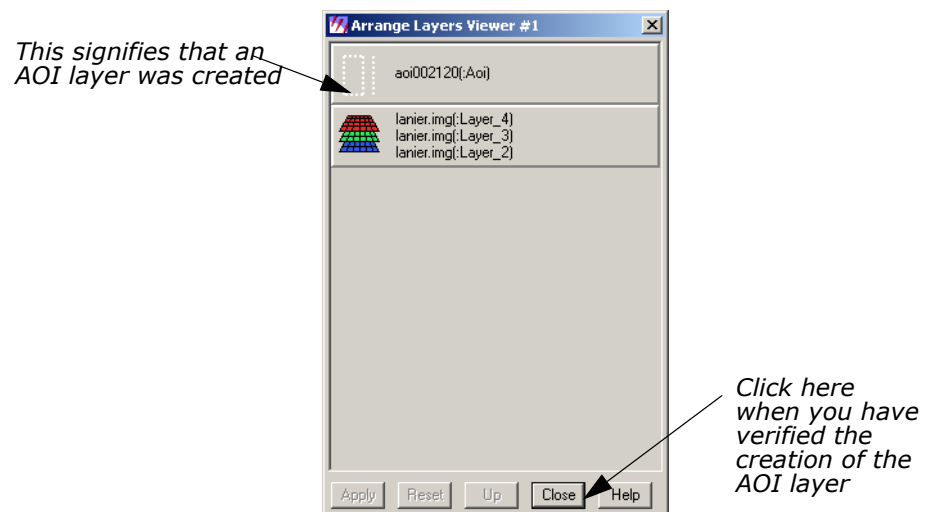 Arrange Layers Viewer #1
This signifies that an
AOI layer was created
aoi002120(:Aoi)
lanier.img(:Layer_4)
lanier.img(:Layer_3)
lanier.img(:Layer_2)
Click here
when you have
verified the
creation of the
AOI layer
Apply
Reset
Up
Close
Help